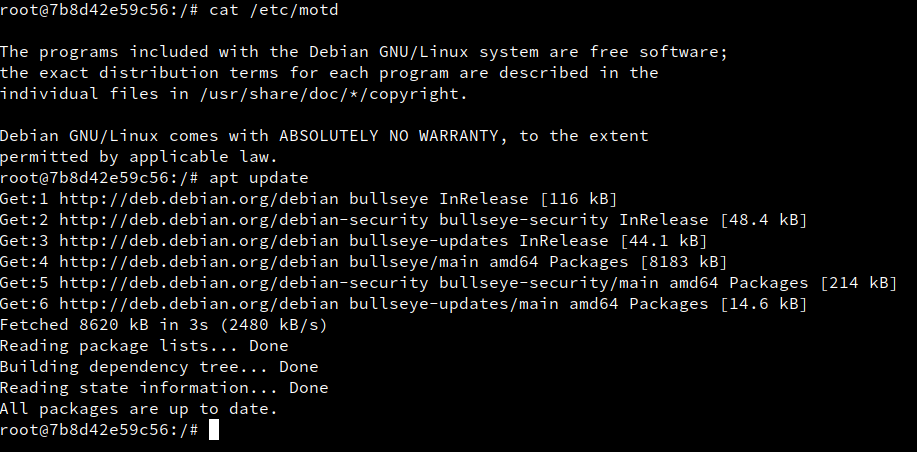 root@7b8d42e59c56:/# cat /etc/motd
The programs included with the Debian GNU/Linux system are free software;
the exact distribution terms for each program are described in the
individual files in /usr/share/doc/*/copyright.
Debian GNU/Linux comes with ABSOLUTELY NO WARRANTY, to the extent
permitted by applicable law.
root@7b8d42e59c56:/# apt update
Get:1 http://deb.debian.org/debian bullseye InRelease [116 kB]
Get:2 http://deb.debian.org/debian-security bullseye-security InRelease [48.4 kB]
Get:3 http://deb.debian.org/debian bullseye-updates InRelease [44.1 kB]
Get:4 http://deb.debian.org/debian bullseye/main amd64 Packages [8183 kB]
Get:5 http://deb.debian.org/debian-security bullseye-security/main amd64 Packages [214 kB]
Get:6 http://deb.debian.org/debian bullseye-updates/main amd64 Packages [14.6 kB]
Fetched 8620 kB in 3s (2480 kB/s)
Reading package lists... Done
Building dependency tree... Done
Reading state information... Done
All packages are up to date.
root@7b8d42e59c56:/#